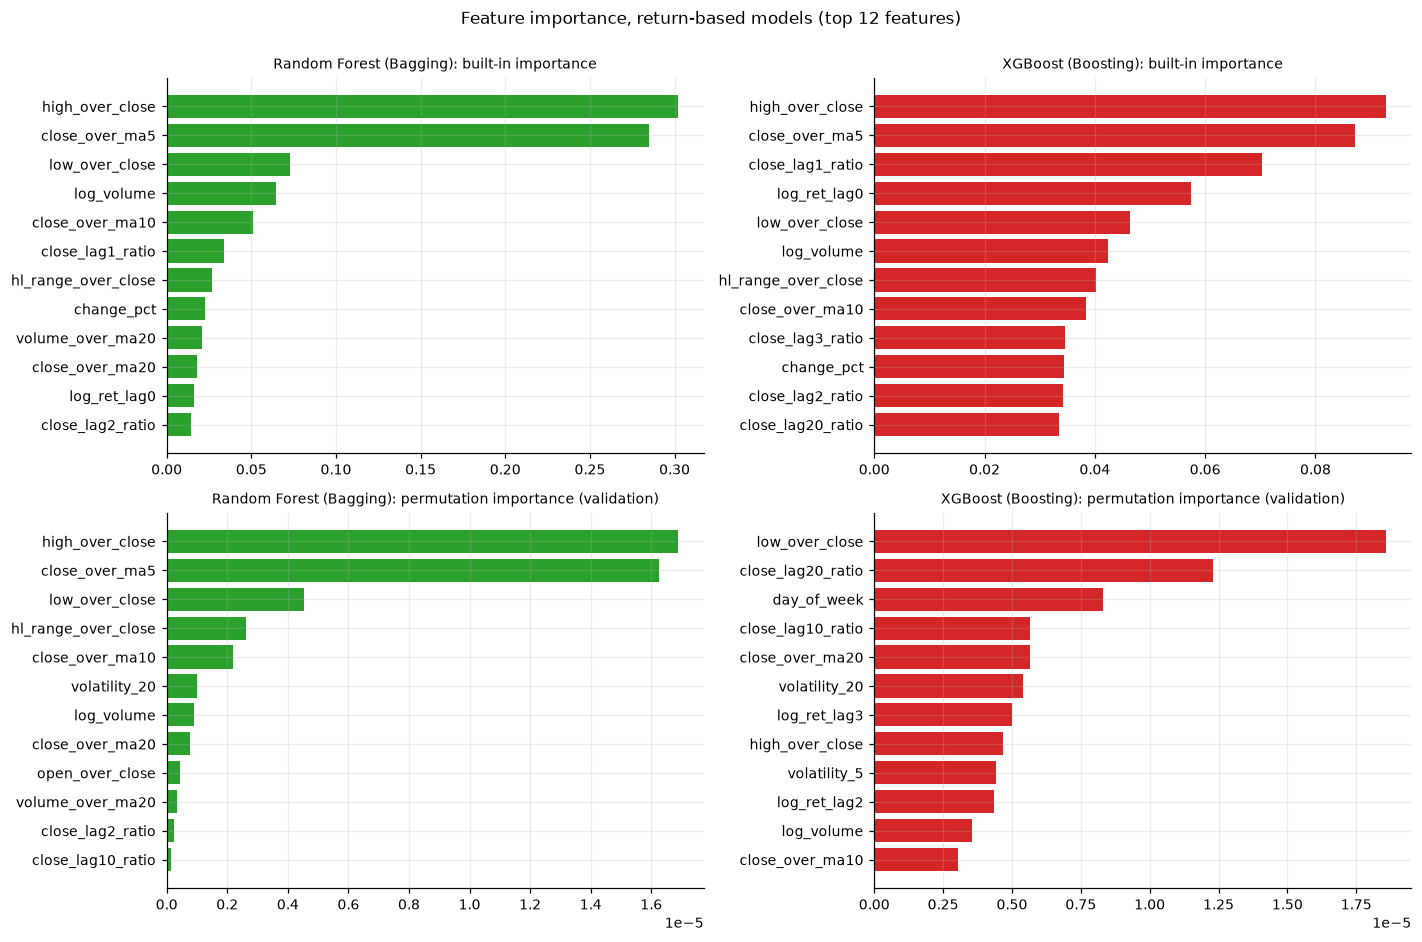 Feature importance, return-based models (top 12 features)
Random Forest (Bagging): built-in importance
high_over_close
close_over_ma5
low_over_close
log_volume
close_over_ma10
close_lag1_ratio
hl_range_over_close
change_pct
volume_over_ma20
close_over_ma20
log_ret_lag0
close_lag2_ratio
0.00 0.05 0.10 0.15 0.20 0.25 0.30
XGBoost (Boosting): built-in importance
high_over_close
close_over_ma5
close_lag1_ratio
log_ret_lag0
low_over_close
log_volume
hl_range_over_close
close_over_ma10
close_lag3_ratio
change_pct
close_lag2_ratio
close_lag20_ratio
0.00 0.02 0.04 0.06 0.08
Random Forest (Bagging): permutation importance (validation)
high_over_close
close_over_ma5
low_over_close
hl_range_over_close
close_over_ma10
volatility_20
log_volume
close_over_ma20
open_over_close
volume_over_ma20
close_lag2_ratio
close_lag10_ratio
0.0 0.2 0.4 0.6 0.8 1.0 1.2 1.4 1.6
1e−5
XGBoost (Boosting): permutation importance (validation)
low_over_close
close_lag20_ratio
day_of_week
close_lag10_ratio
close_over_ma20
volatility_20
log_ret_lag3
high_over_close
volatility_5
log_ret_lag2
log_volume
close_over_ma10
0.00 0.25 0.50 0.75 1.00 1.25 1.50 1.75
1e−5